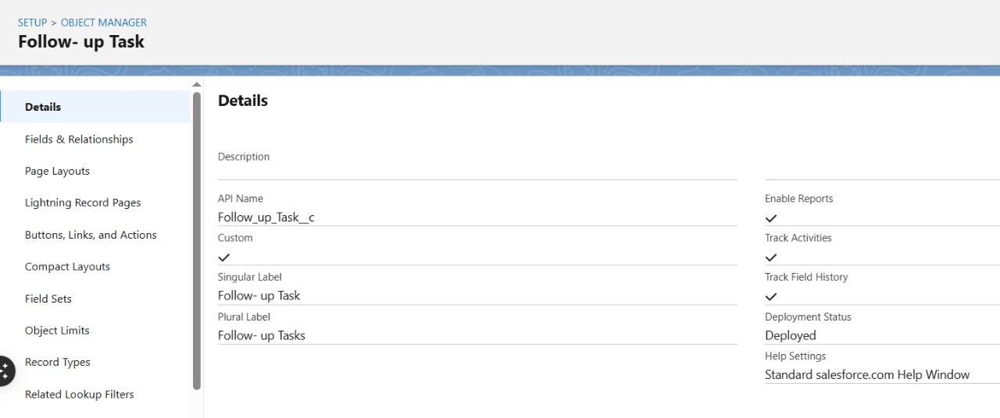 SETUP > OBJECT MANAGER
Follow- up Task
Details
Fields & Relationships
Page Layouts
Lightning Record Pages
Buttons, Links, and Actions
Compact Layouts
Field Sets
Object Limits
Record Types
Related Lookup Filters
Details
Description
API Name
Follow_up_Task__c
Custom
Singular Label
Follow- up Task
Plural Label
Follow- up Tasks
Enable Reports
Track Activities
Track Field History
Deployment Status
Deployed
Help Settings
Standard salesforce.com Help Window